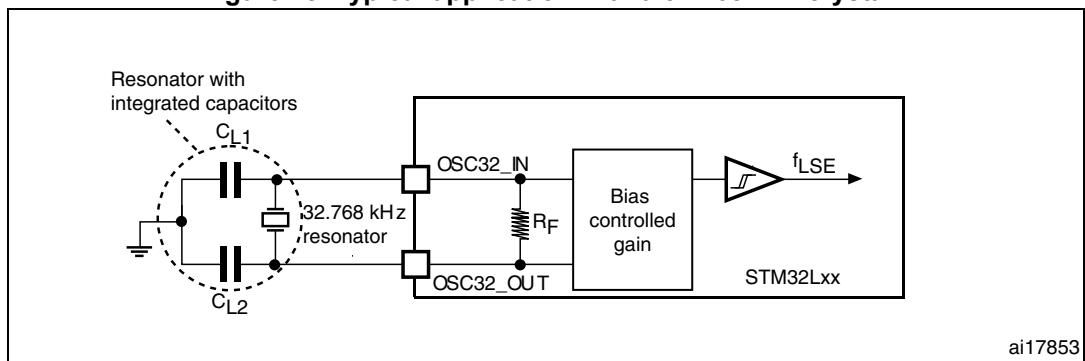 Resonator with
integrated capacitors
CL1
OSC32_IN
fLSE
32.768 kHz
resonator
RF
Bias
controlled
gain
STM32Lxx
OSC32_OUT
CL2
ai17853